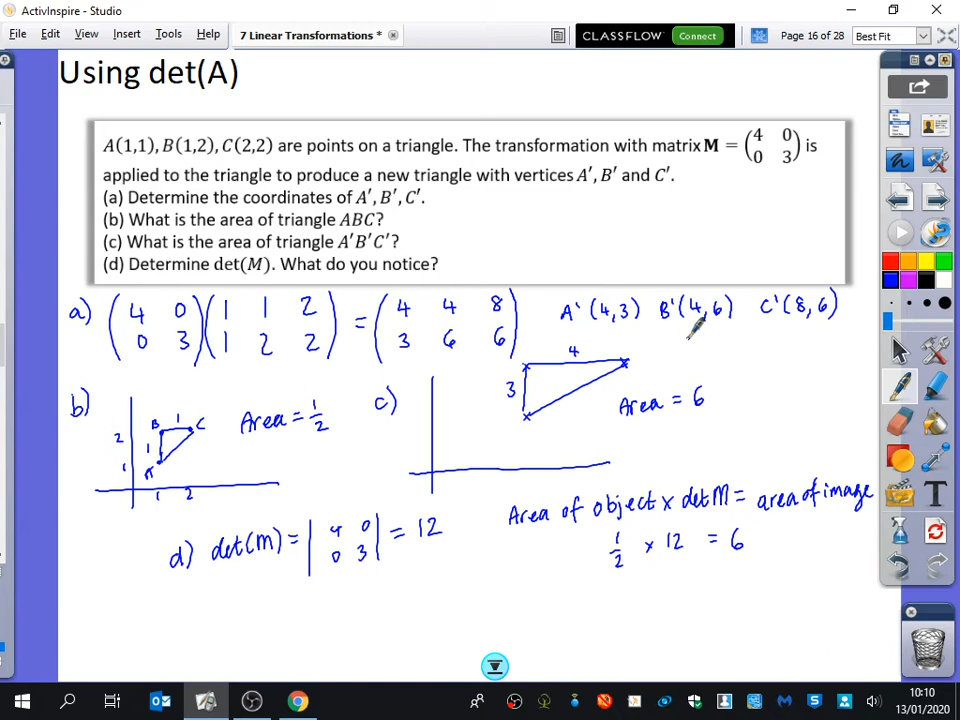 ActivInspire - Studio
File Edit View Insert Tools Help 7 Linear Transformations * CLASSFLOW Connect Page 16 of 28 Best Fit
Using det(A)
A(1,1), B(1,2), C(2,2) are points on a triangle. The transformation with matrix M = (4 0
0 3) is
applied to the triangle to produce a new triangle with vertices A′, B′ and C′.
(a) Determine the coordinates of A′, B′, C′.
(b) What is the area of triangle ABC?
(c) What is the area of triangle A′B′C′?
(d) Determine det(M). What do you notice?
a) (4 0 (1 1 2 = (4 4 8 A'(4,3) B'(4,6) C'(8,6)
0 3) 1 2 2) 3 6 6)
b) 2 1 B 1 C 1 A 1 2 Area = 1/2
c) 4 3 Area = 6
d) det(M) = |4 0
0 3| = 12
Area of object x det M = area of image
1/2 x 12 = 6
10:10
13/01/2020